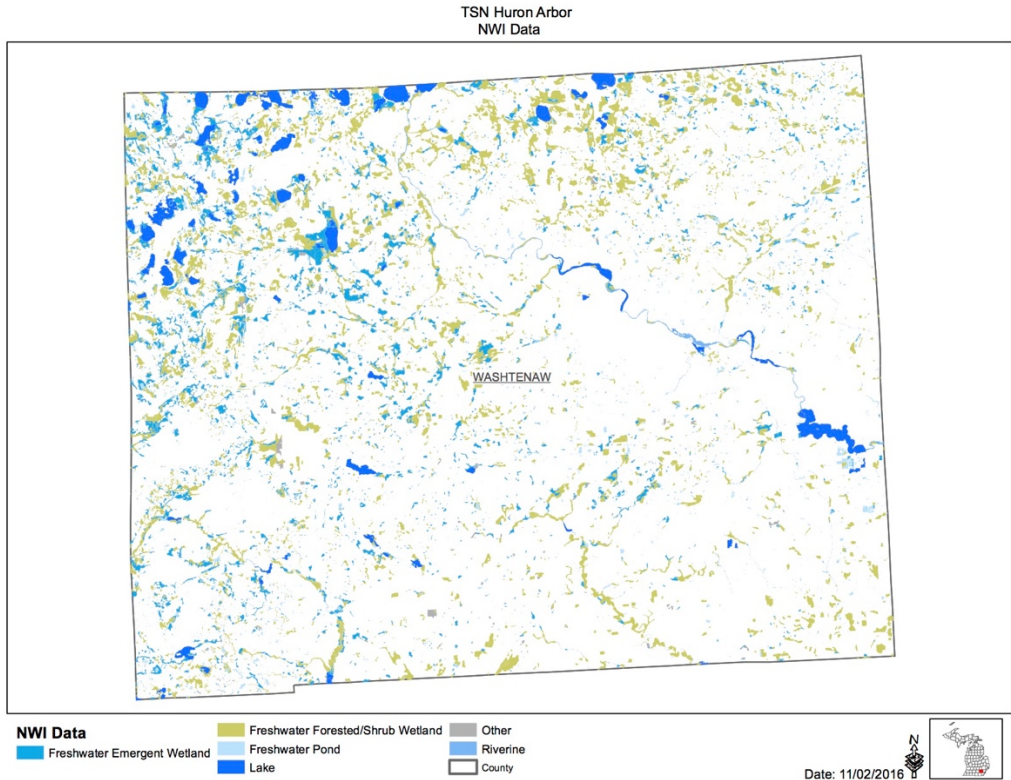 TSN Huron Arbor
NWI Data
WASHTENAW
NWI Data
Freshwater Emergent Wetland
Freshwater Forested/Shrub Wetland
Freshwater Pond
Lake
Other
Riverine
County
N
Date: 11/02/2016